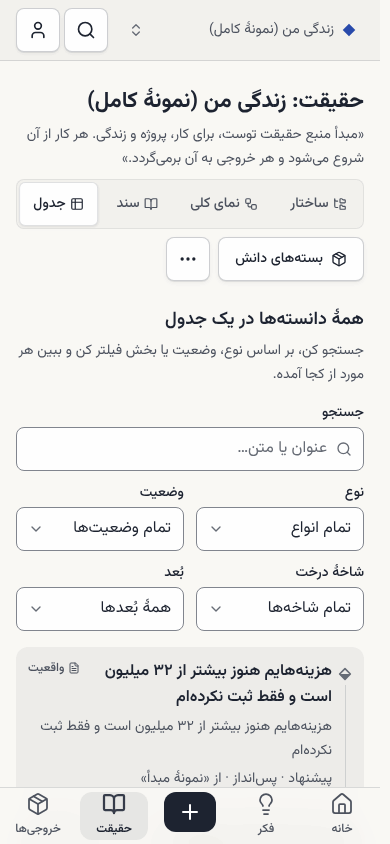 زندگی من (نمونهٔ کامل)
حقیقت: زندگی من (نمونهٔ کامل)
«مبدأ منبع حقیقت توست، برای کار، پروژه و زندگی. هر کار از آن
شروع می‌شود و هر خروجی به آن برمی‌گردد.»
ساختار
نمای کلی
سند
جدول
بسته‌های دانش
همهٔ دانسته‌ها در یک جدول
جستجو کن، بر اساس نوع، وضعیت یا بخش فیلتر کن و ببین هر
مورد از کجا آمده.
جستجو
عنوان یا متن…
نوع
وضعیت
تمام انواع
تمام وضعیت‌ها
شاخهٔ درخت
بُعد
تمام شاخه‌ها
همهٔ بُعدها
هزینه‌هایم هنوز بیشتر از ۳۲ میلیون
واقعیت
است و فقط ثبت نکرده‌ام
هزینه‌هایم هنوز بیشتر از ۳۲ میلیون است و فقط ثبت
نکرده‌ام
پیشنهاد · پس‌انداز · از «نمونهٔ مبدأ»
خانه
فکر
حقیقت
خروجی‌ها